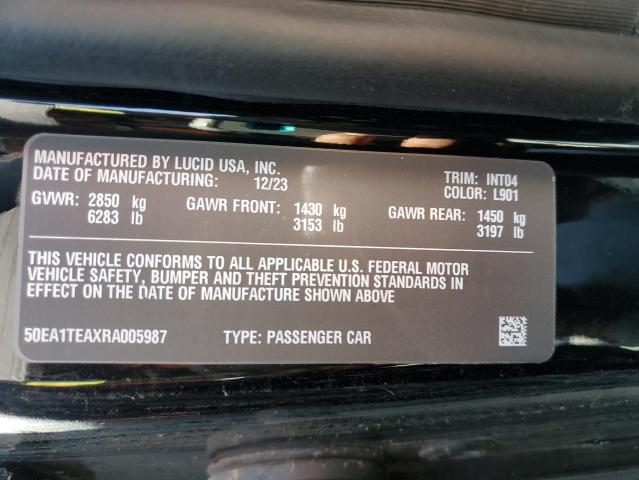 MANUFACTURED BY LUCID USA, INC.
DATE OF MANUFACTURING: 12/23 TRIM: INT04
COLOR: L901
GVWR: 2850 kg GAWR FRONT: 1430 kg GAWR REAR: 1450 kg
6283 lb 3153 lb 3197 lb
THIS VEHICLE CONFORMS TO ALL APPLICABLE U.S. FEDERAL MOTOR
VEHICLE SAFETY, BUMPER AND THEFT PREVENTION STANDARDS IN
EFFECT ON THE DATE OF MANUFACTURE SHOWN ABOVE
50EA1TEAXRA005987 TYPE: PASSENGER CAR